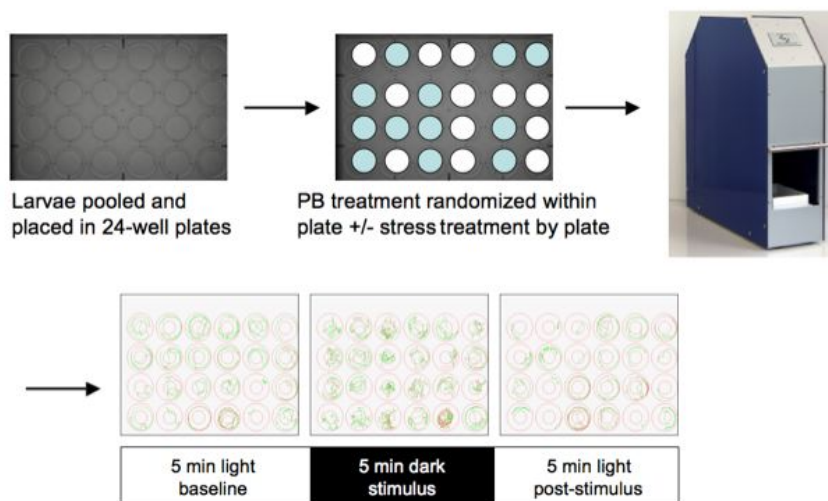 Larvae pooled and
placed in 24-well plates
PB treatment randomized within
plate +/- stress treatment by plate
5 min light
baseline
5 min dark
stimulus
5 min light
post-stimulus